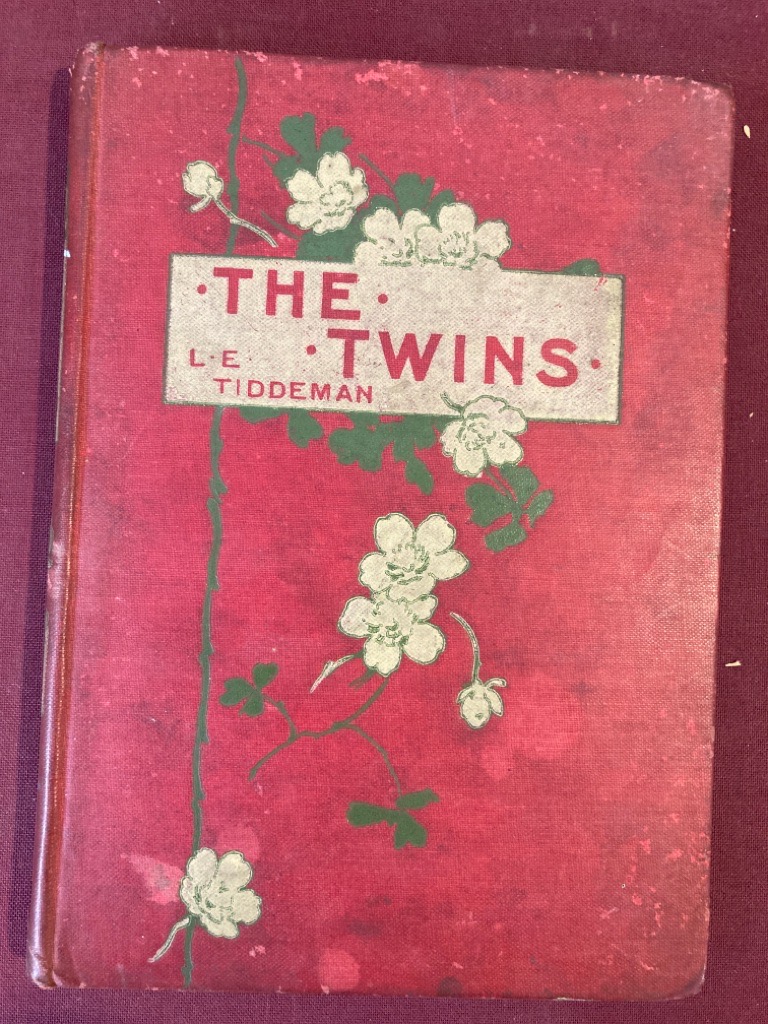 ·THE·
·TWINS·
L·E·
TIDDEMAN